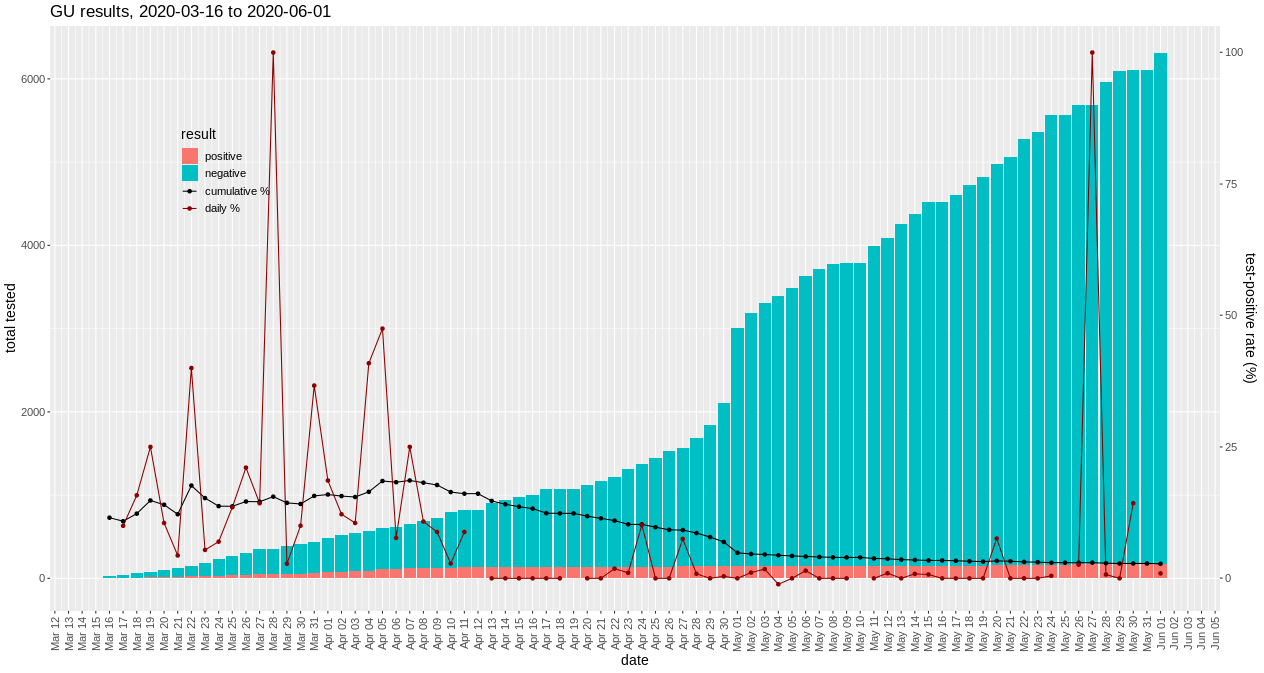 GU results, 2020-03-16 to 2020-06-01
total tested
6000
4000
2000
0
result
positive
negative
cumulative %
daily %
100
75
50
25
0
test-positive rate (%)
Mar 12
Mar 13
Mar 14
Mar 15
Mar 16
Mar 17
Mar 18
Mar 19
Mar 20
Mar 21
Mar 22
Mar 23
Mar 24
Mar 25
Mar 26
Mar 27
Mar 28
Mar 29
Mar 30
Mar 31
Apr 01
Apr 02
Apr 03
Apr 04
Apr 05
Apr 06
Apr 07
Apr 08
Apr 09
Apr 10
Apr 11
Apr 12
Apr 13
Apr 14
Apr 15
Apr 16
Apr 17
Apr 18
Apr 19
Apr 20
Apr 21
Apr 22
Apr 23
Apr 24
Apr 25
Apr 26
Apr 27
Apr 28
Apr 29
Apr 30
May 01
May 02
May 03
May 04
May 05
May 06
May 07
May 08
May 09
May 10
May 11
May 12
May 13
May 14
May 15
May 16
May 17
May 18
May 19
May 20
May 21
May 22
May 23
May 24
May 25
May 26
May 27
May 28
May 29
May 30
May 31
Jun 01
Jun 02
Jun 03
Jun 04
Jun 05
date